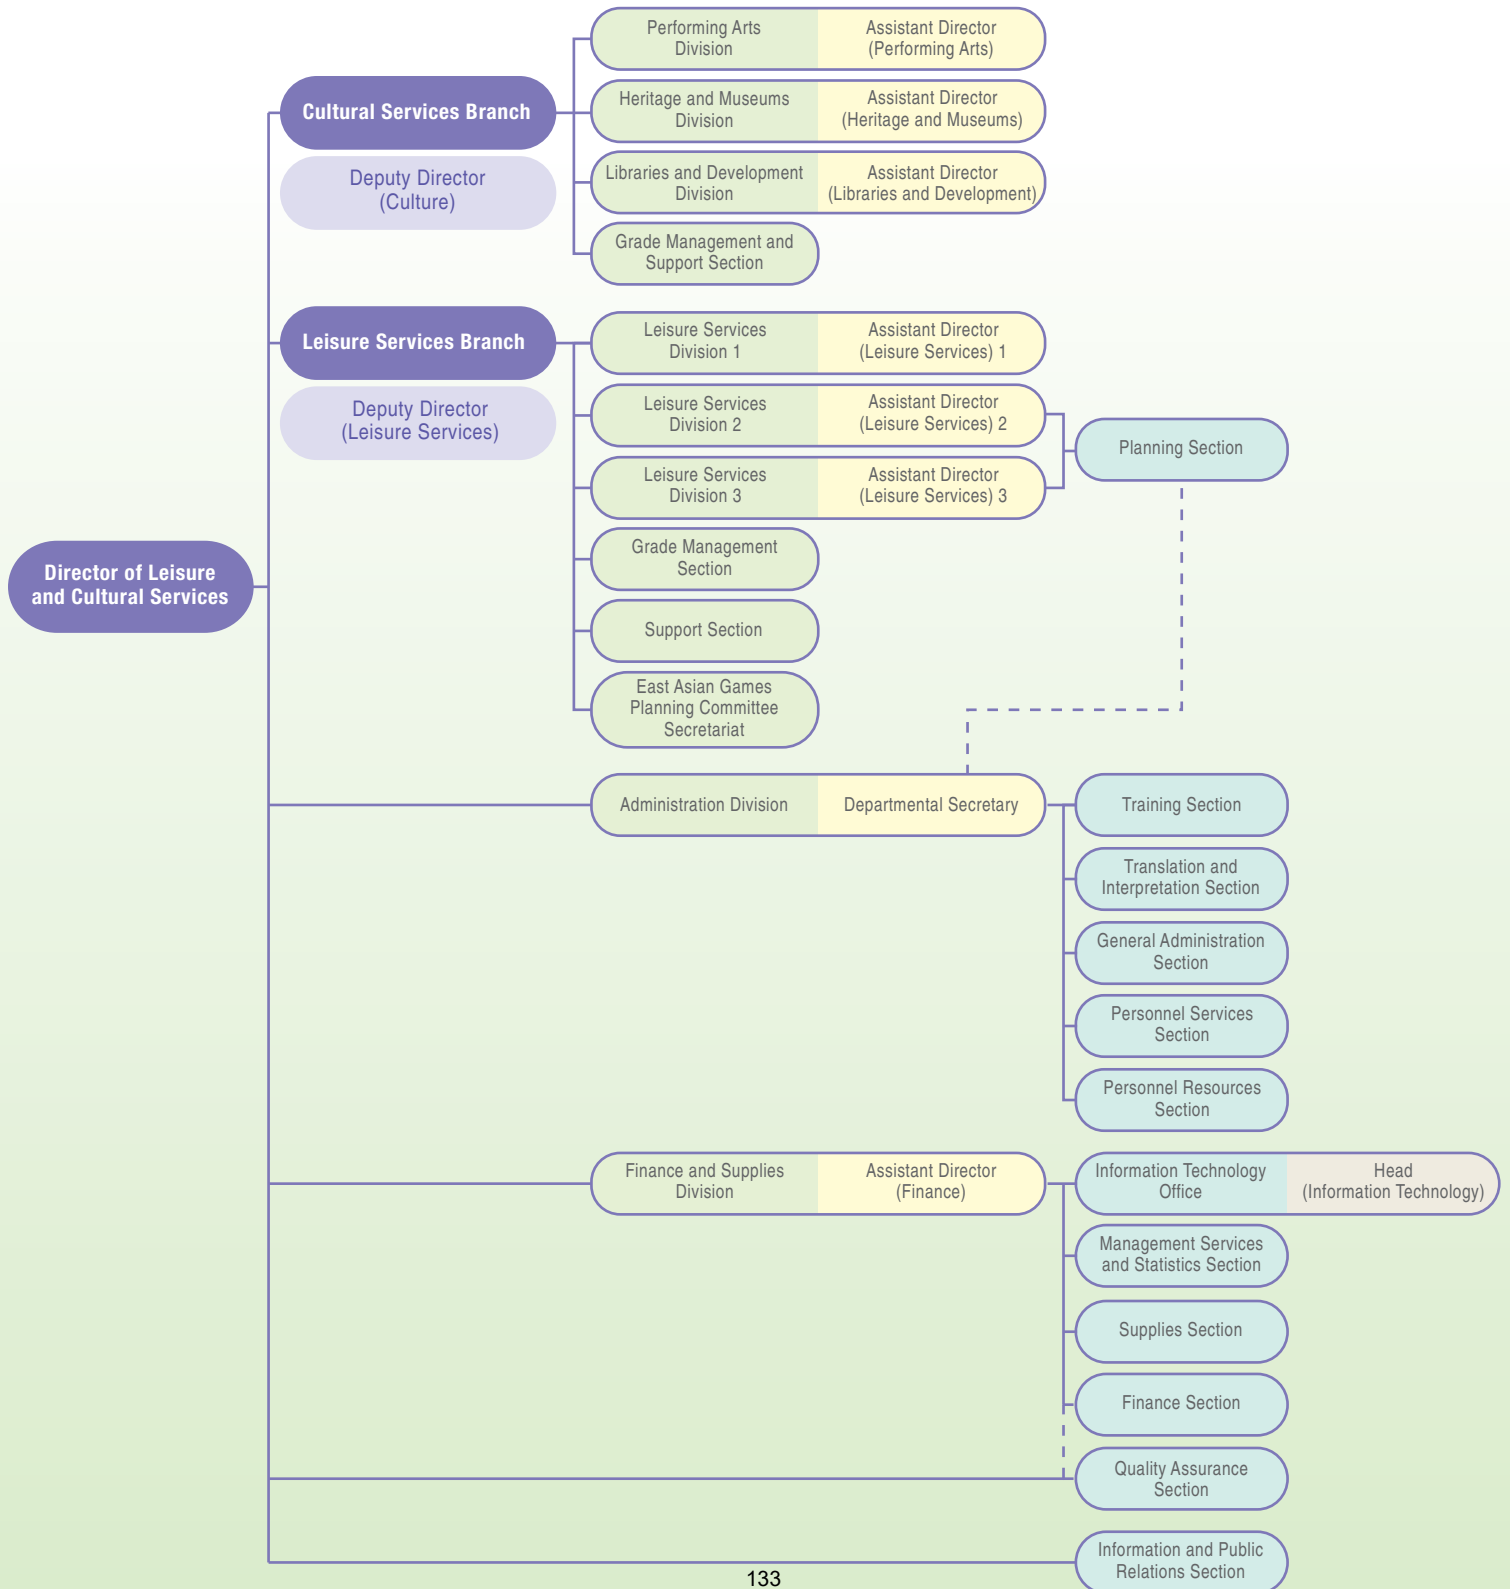 Performing Arts
Division
Assistant Director
(Performing Arts)
Cultural Services Branch
Heritage and Museums
Division
Assistant Director
(Heritage and Museums)
Deputy Director
(Culture)
Libraries and Development
Division
Assistant Director
(Libraries and Development)
Grade Management and
Support Section
Leisure Services Branch
Leisure Services
Division 1
Assistant Director
(Leisure Services) 1
Deputy Director
(Leisure Services)
Leisure Services
Division 2
Assistant Director
(Leisure Services) 2
Planning Section
Leisure Services
Division 3
Assistant Director
(Leisure Services) 3
Grade Management
Section
Director of Leisure
and Cultural Services
Support Section
East Asian Games
Planning Committee
Secretariat
Administration Division
Departmental Secretary
Training Section
Translation and
Interpretation Section
General Administration
Section
Personnel Services
Section
Personnel Resources
Section
Finance and Supplies
Division
Assistant Director
(Finance)
Information Technology
Office
Head
(Information Technology)
Management Services
and Statistics Section
Supplies Section
Finance Section
Quality Assurance
Section
Information and Public
Relations Section
133